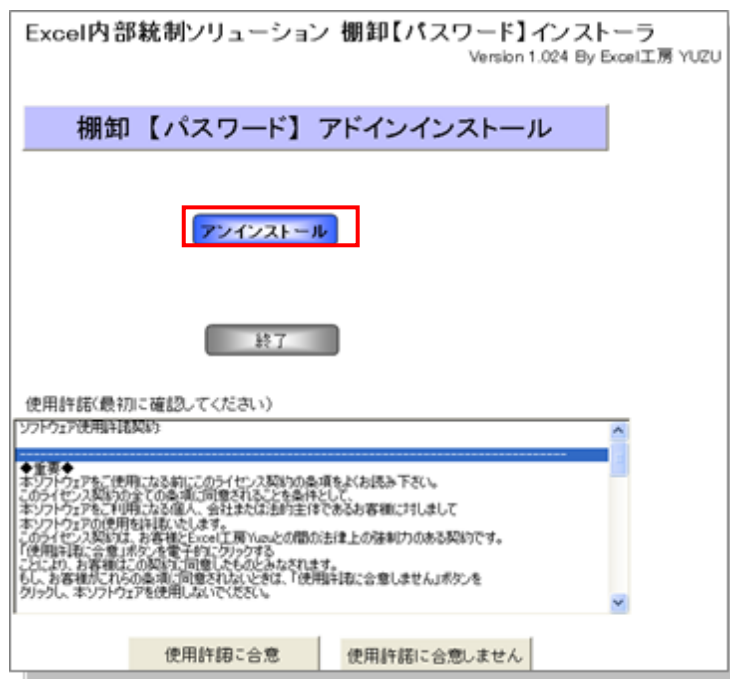 Excel内部統制ソリューション 棚卸【パスワード】インストーラ
Version 1.024 By Excel工房 YUZU
棚卸 【パスワード】 アドインインストール
アンインストール
終了
使用許諾(最初に確認してください)
ソフトウェア使用許諾契約
◆重要◆
本ソフトウェアをご使用になる前にこのライセンス契約の条項をよくお読み下さい。
このライセンス契約の全ての条項に同意されることを条件として、
本ソフトウェアをご利用になる個人、会社または法的主体であるお客様に対しまして
本ソフトウェアの使用を許諾いたします。
このライセンス契約は、お客様とExcel工房Yuzuとの間の法律上の強制力のある契約です。
「使用許諾に合意」ボタンを電子的にクリックする
ことにより、お客様はこの契約に同意したものとみなされます。
もし、お客様がこれらの条項に同意されないときは、「使用許諾に合意しません」ボタンを
クリックし、本ソフトウェアを使用しないでください。
使用許諾に合意
使用許諾に合意しません